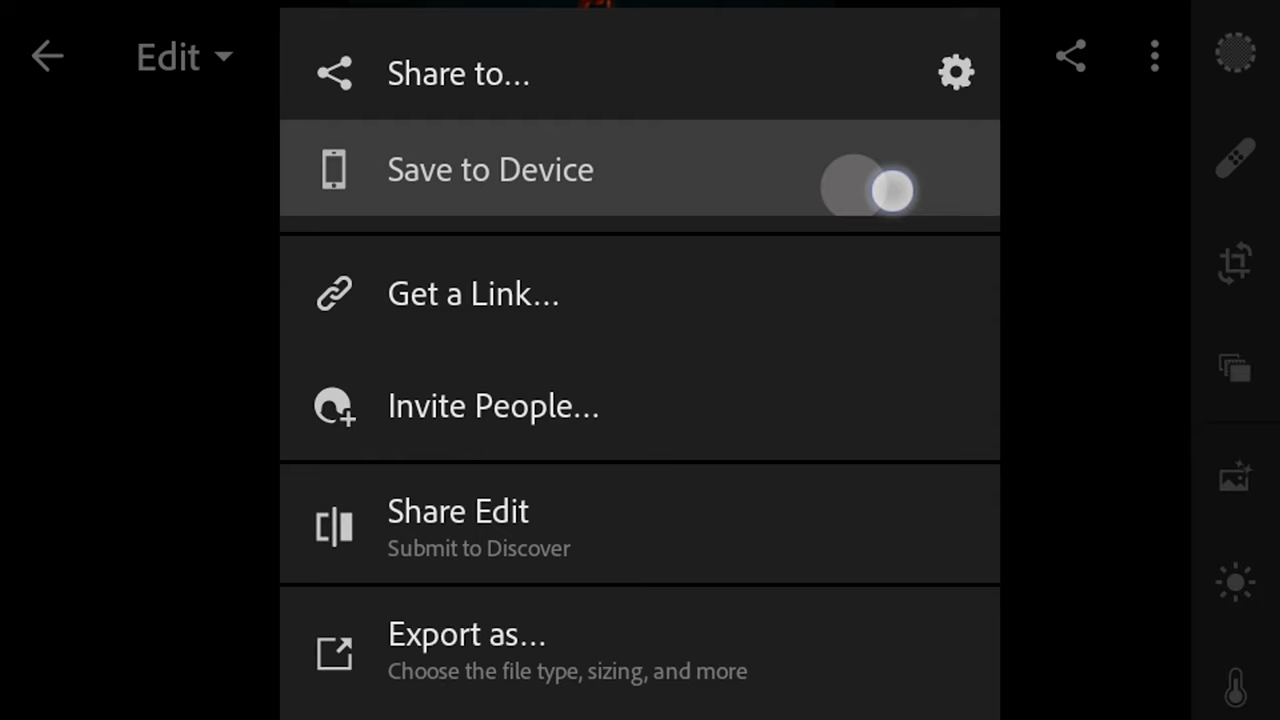 Edit
Share to...
Save to Device
Get a Link...
Invite People...
Share Edit
Submit to Discover
Export as...
Choose the file type, sizing, and more